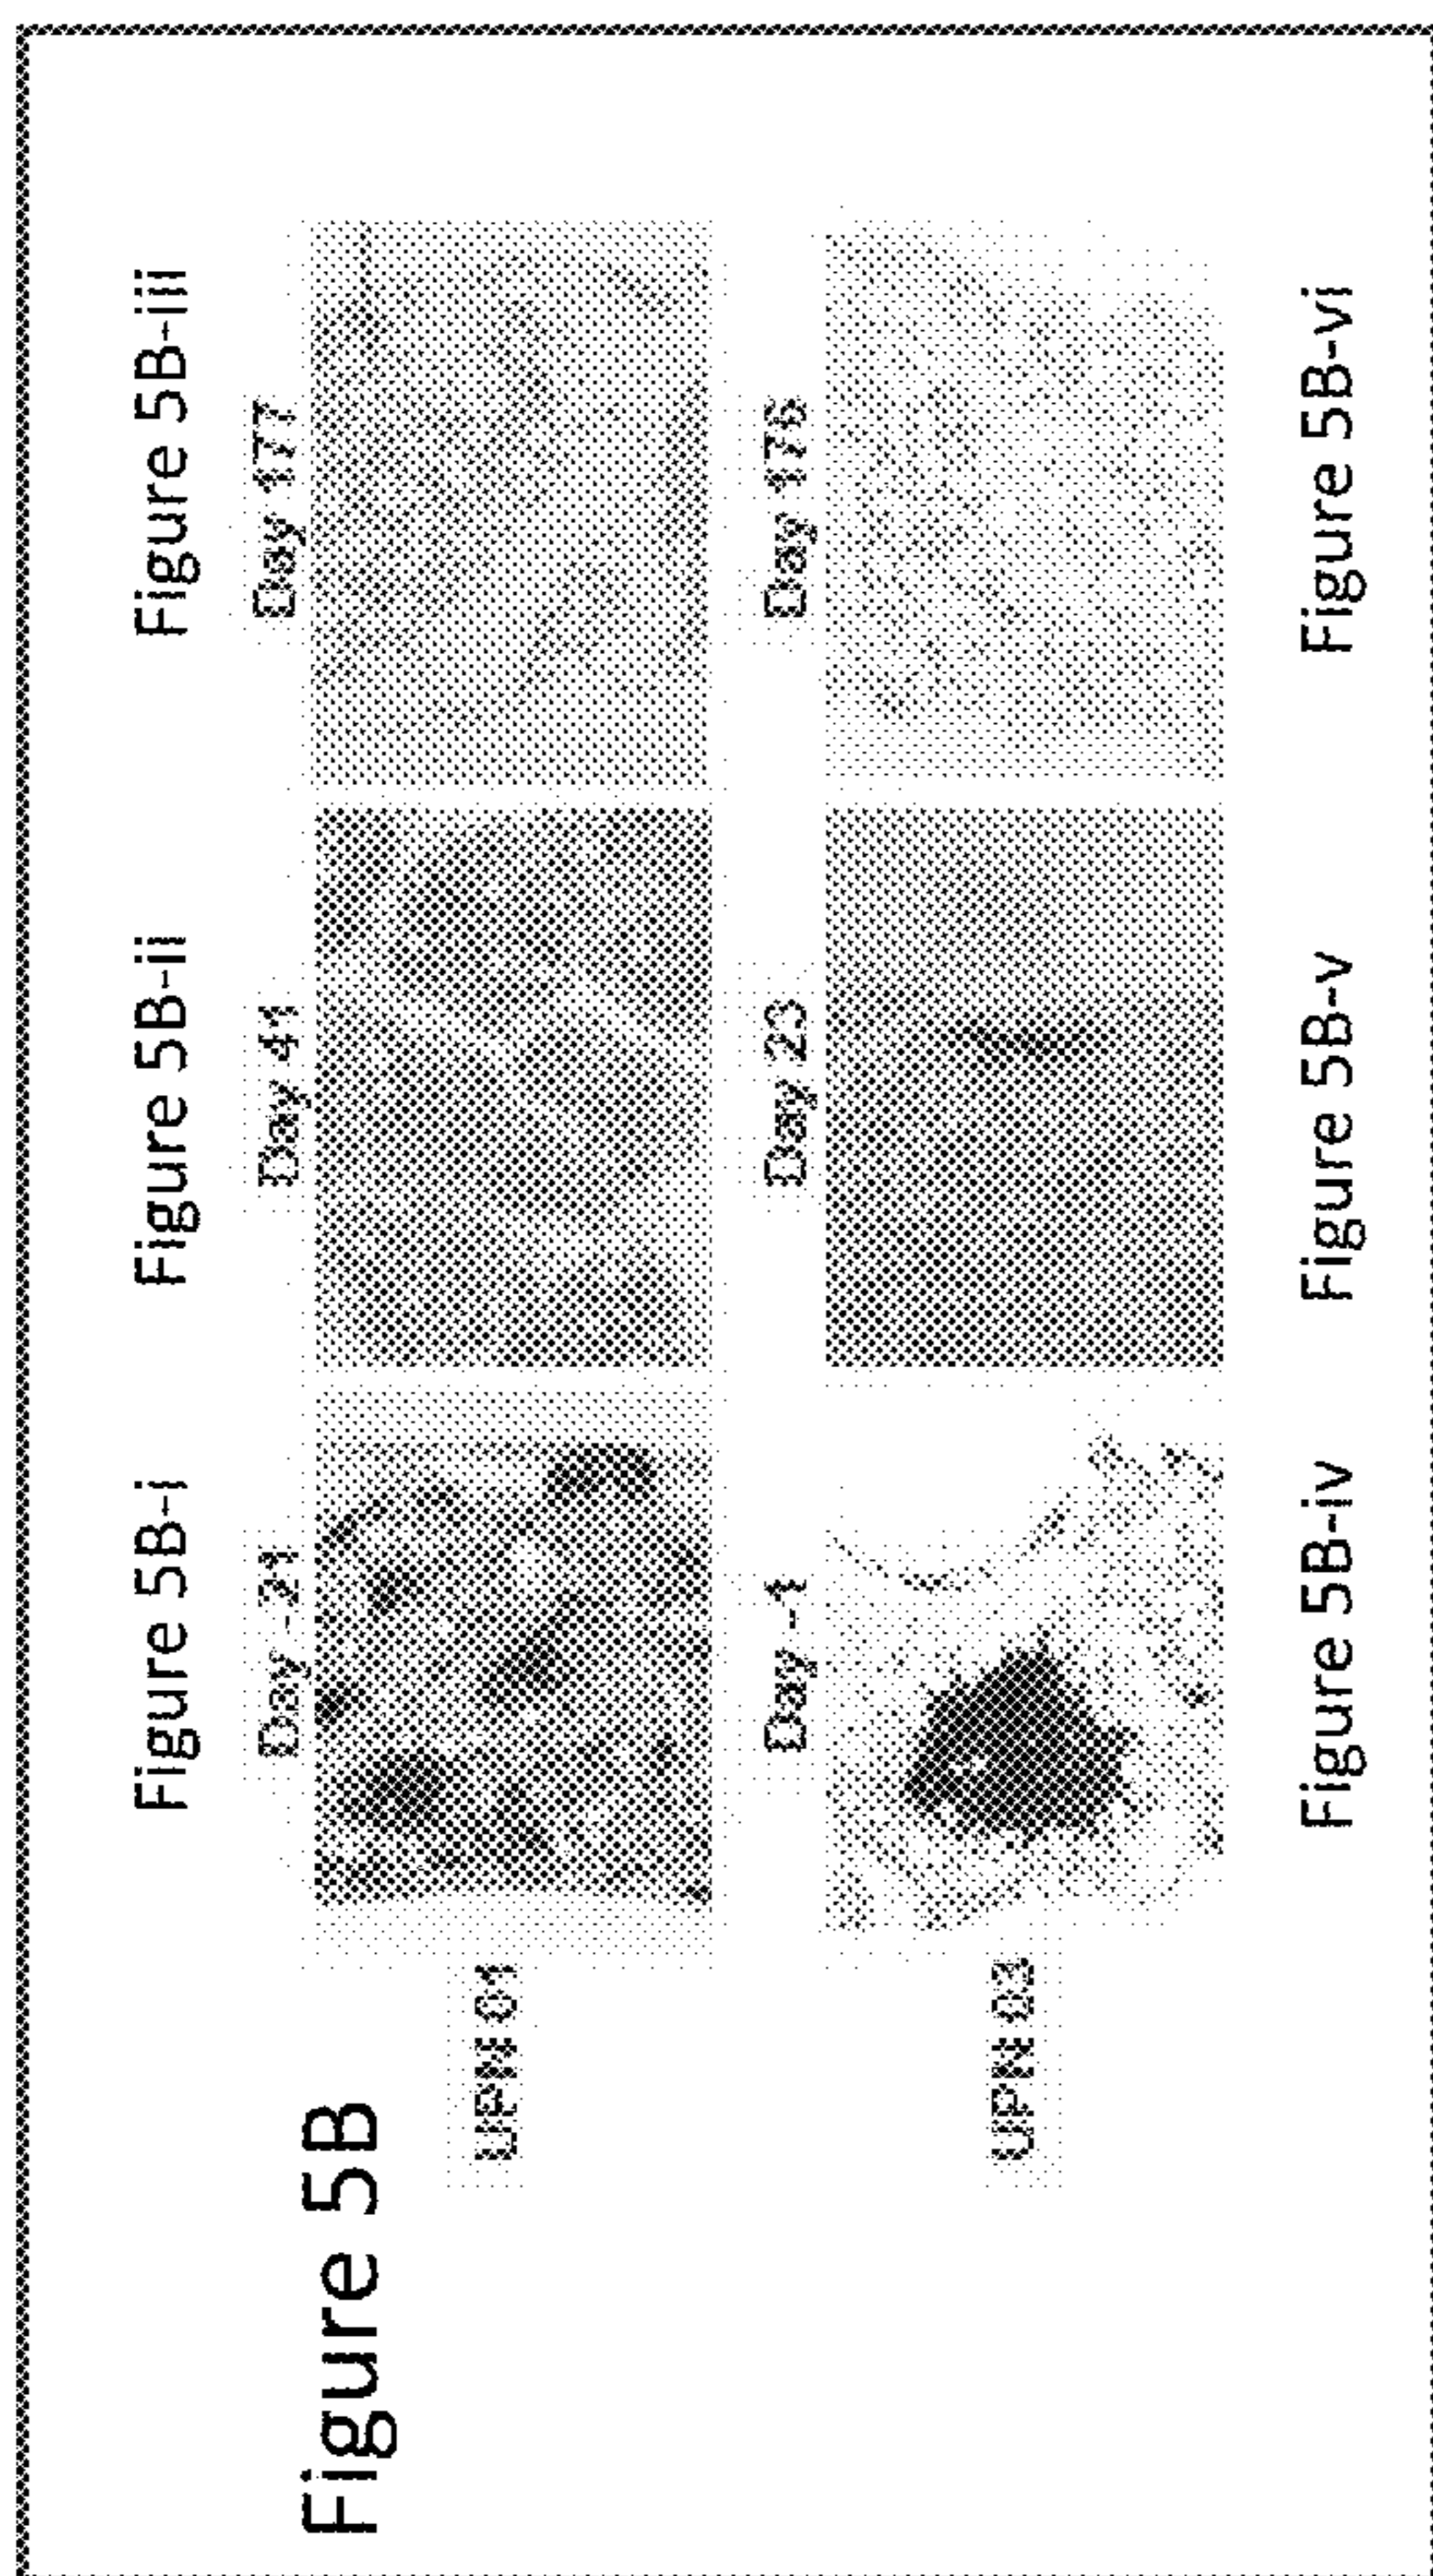 Figure 5B-i Figure 5B-ii Figure 5B-iii
Day -21 Day 41 Day 177
Figure 5B
UPN 01
Day -1 Day 23 Day 176
UPN 03
Figure 5B-iv Figure 5B-v Figure 5B-vi